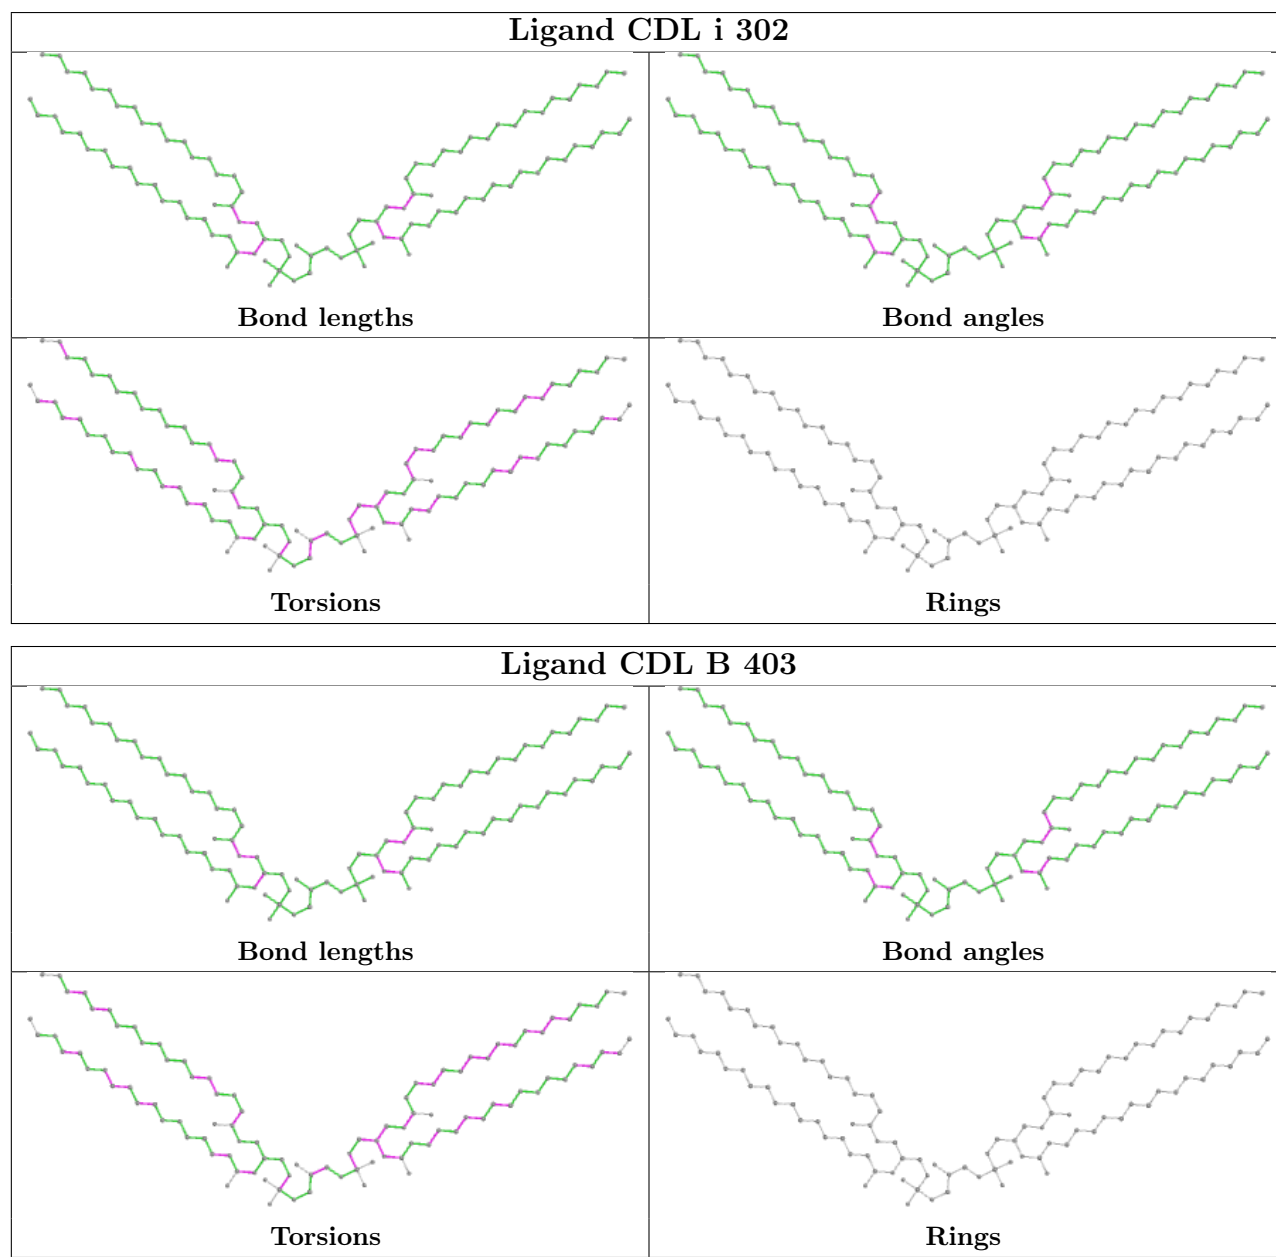 Ligand CDL i 302
Bond lengths
Bond angles
Torsions
Rings
Ligand CDL B 403
Bond lengths
Bond angles
Torsions
Rings